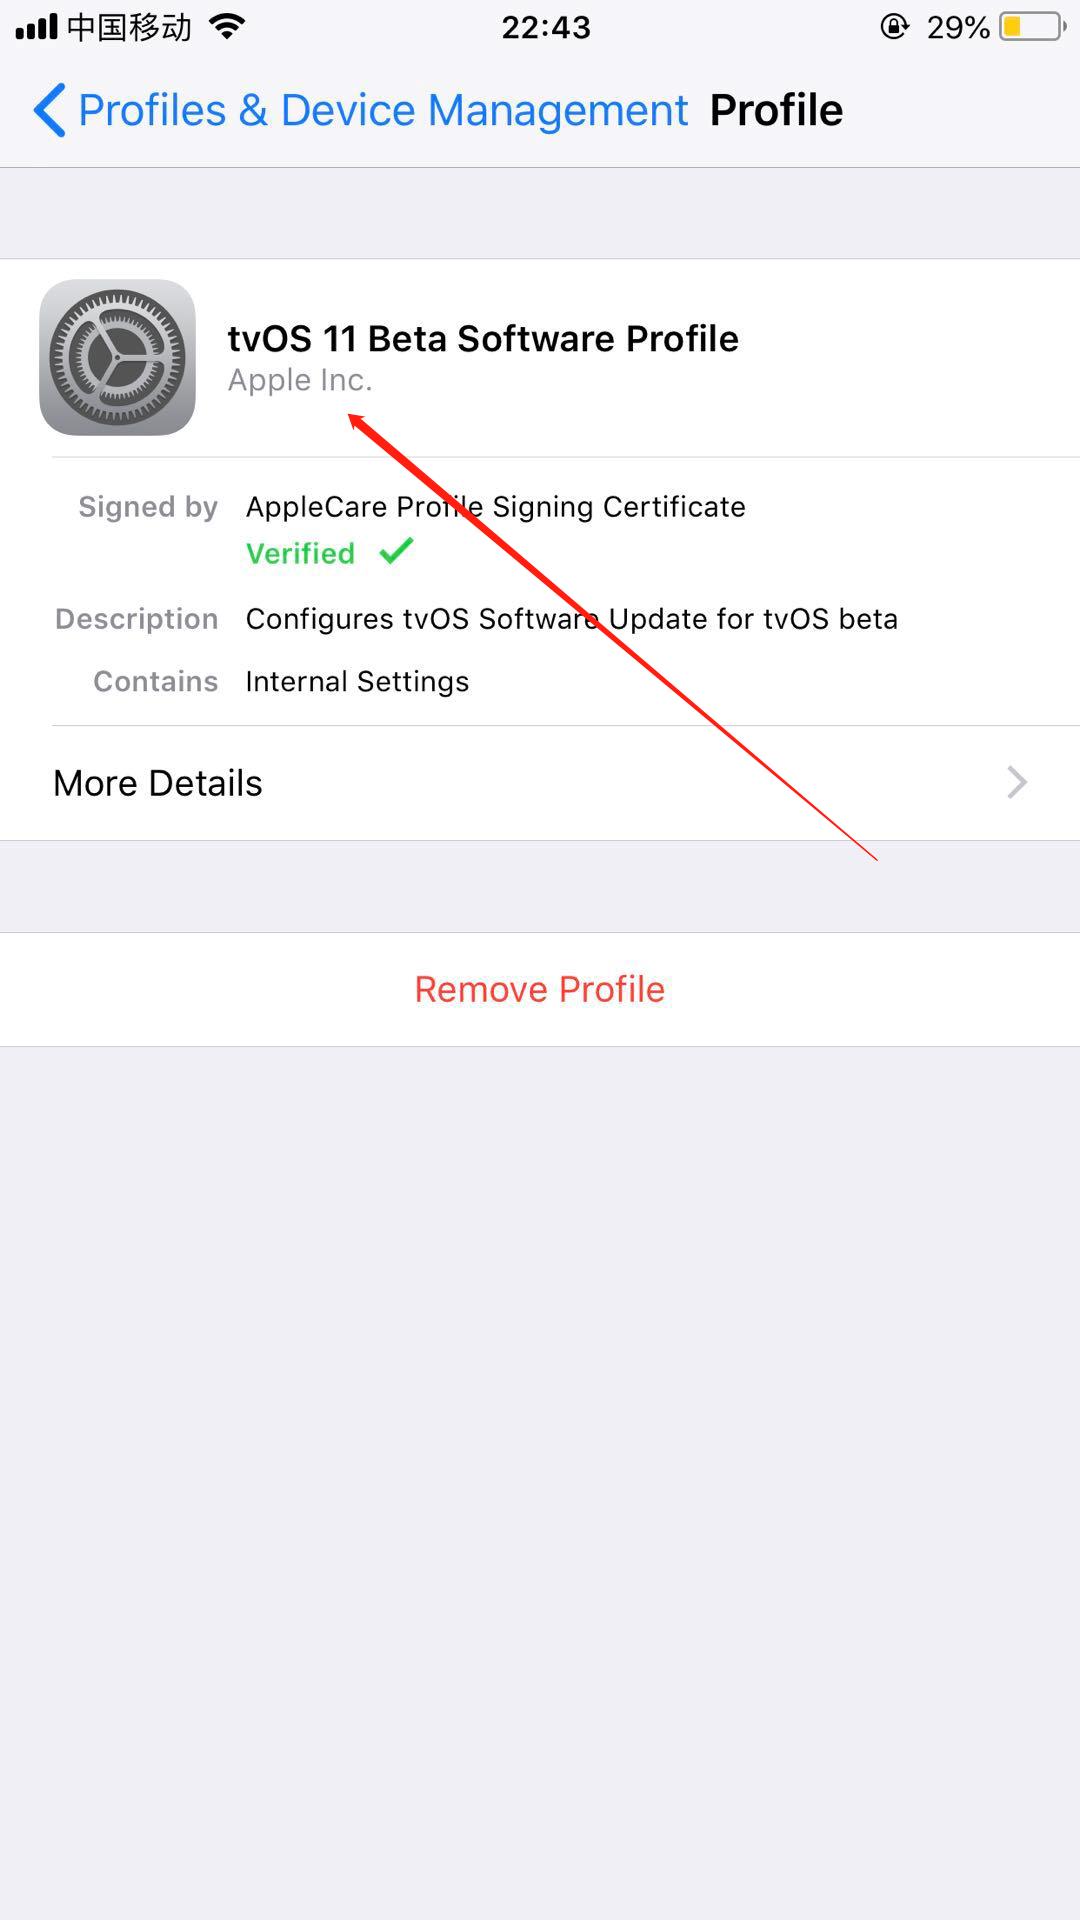 中国移动 22:43 29%
Profiles & Device Management Profile
tvOS 11 Beta Software Profile
Apple Inc.
Signed by AppleCare Profile Signing Certificate
Verified
Description Configures tvOS Software Update for tvOS beta
Contains Internal Settings
More Details
Remove Profile